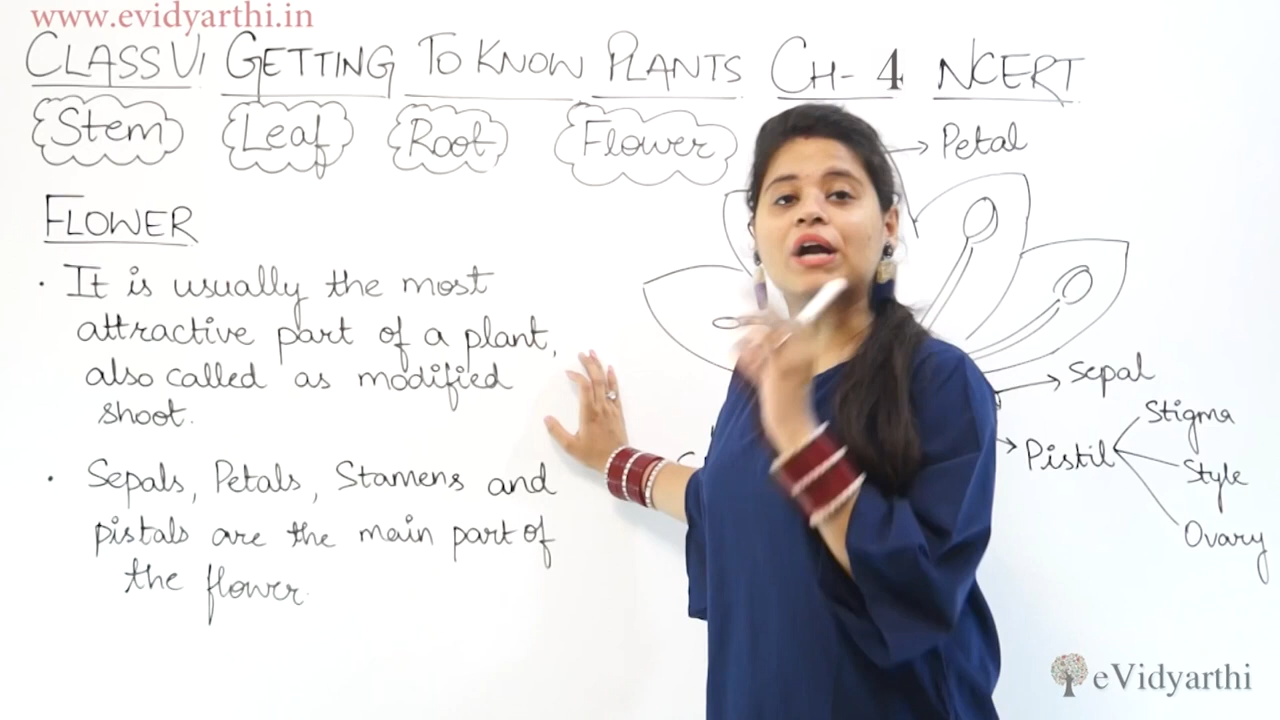 www.evidyarthi.in
CLASS VI GETTING TO KNOW PLANTS CH- 4 NCERT
Stem Leaf Root Flower
Petal
FLOWER
· It is usually the most
attractive part of a plant,
also called as modified
shoot.
· Sepals, Petals, Stamens and
pistals are the main part of
the flower.
Sepal
Pistil
Stigma
Style
Ovary
eVidyarthi